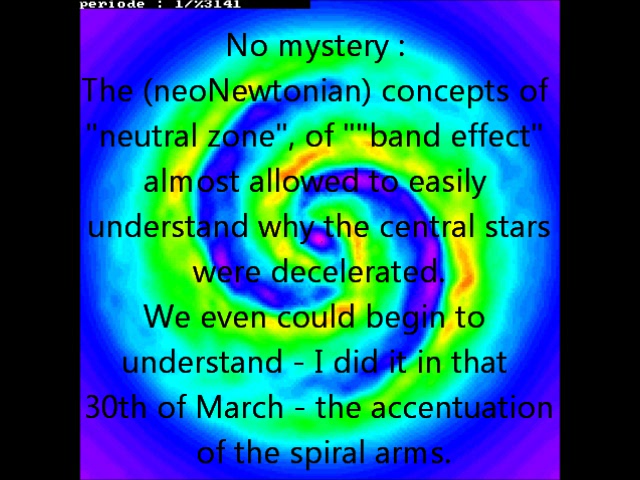 periode : 17%3141
No mystery :
The (neoNewtonian) concepts of
"neutral zone", of ""band effect"
almost allowed to easily
understand why the central stars
were decelerated.
We even could begin to
understand - I did it in that
30th of March - the accentuation
of the spiral arms.